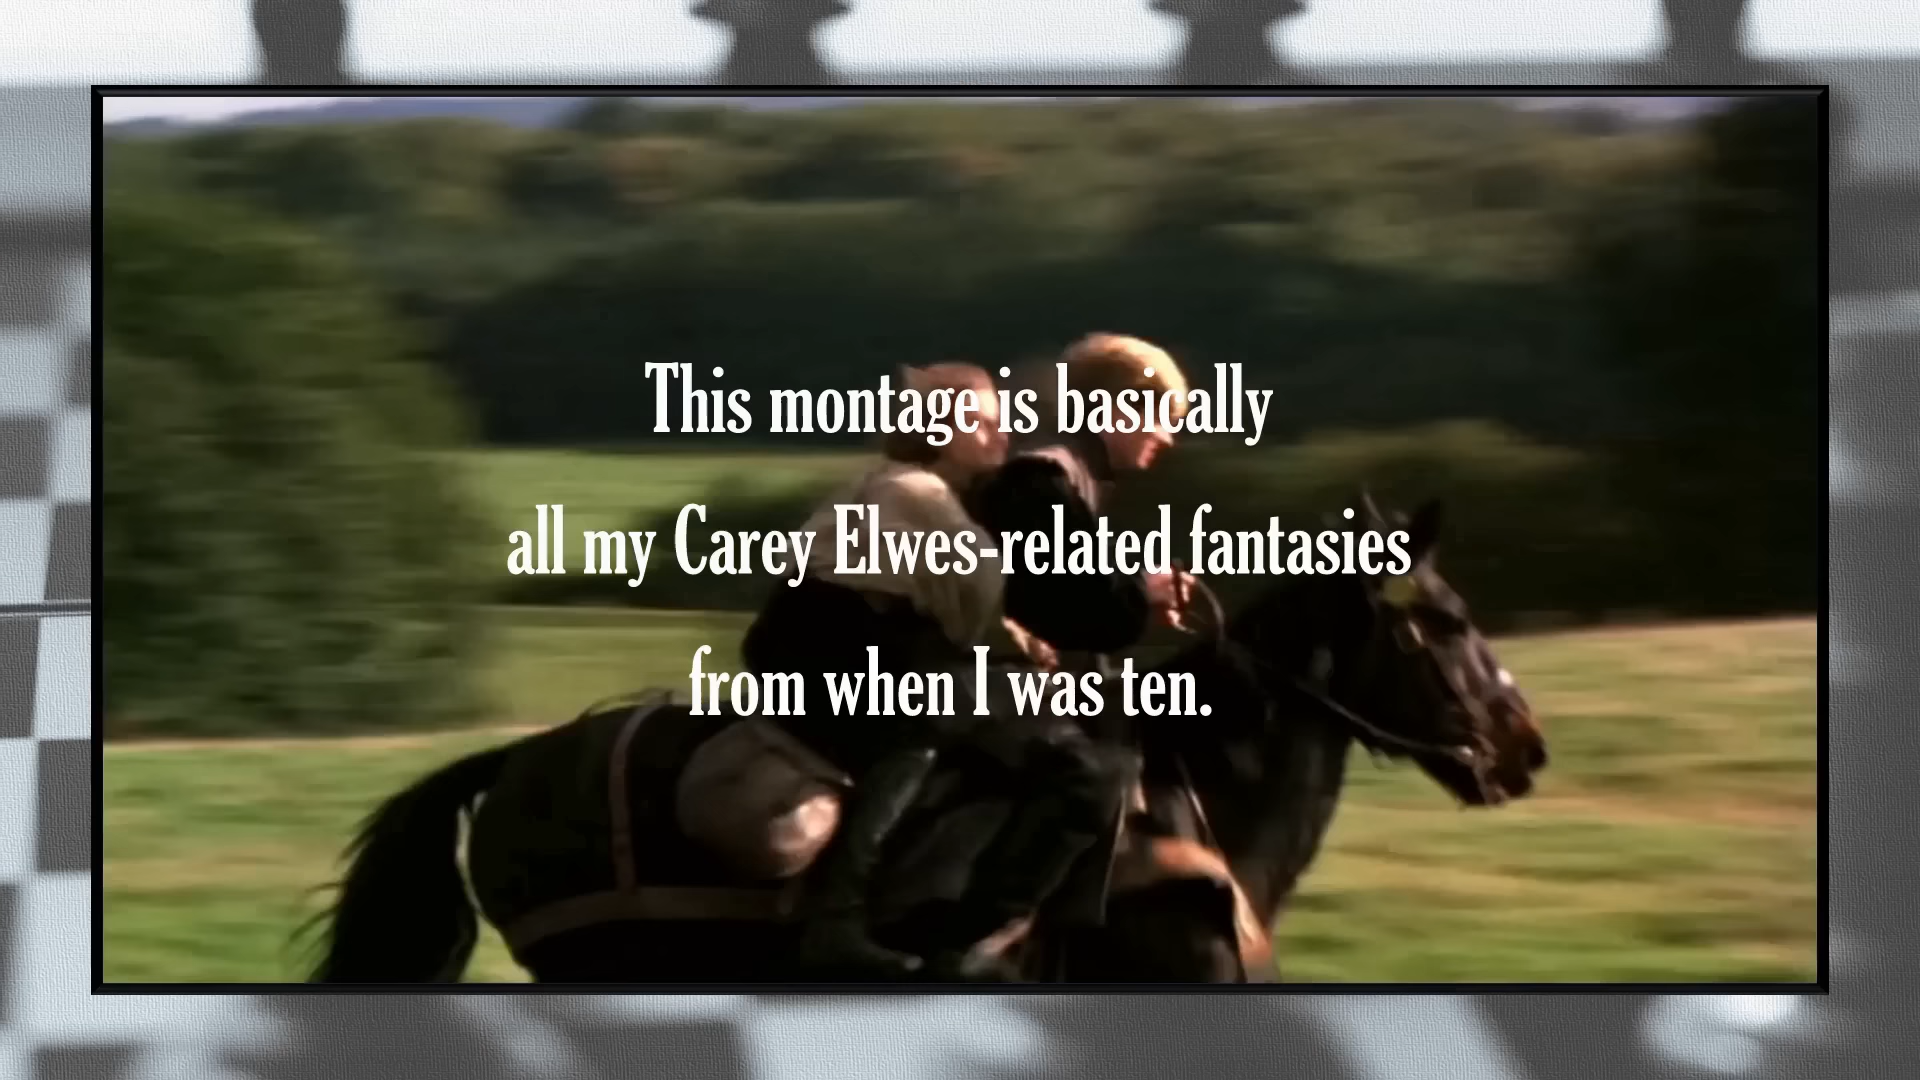 This montage is basically
all my Carey Elwes-related fantasies
from when I was ten.